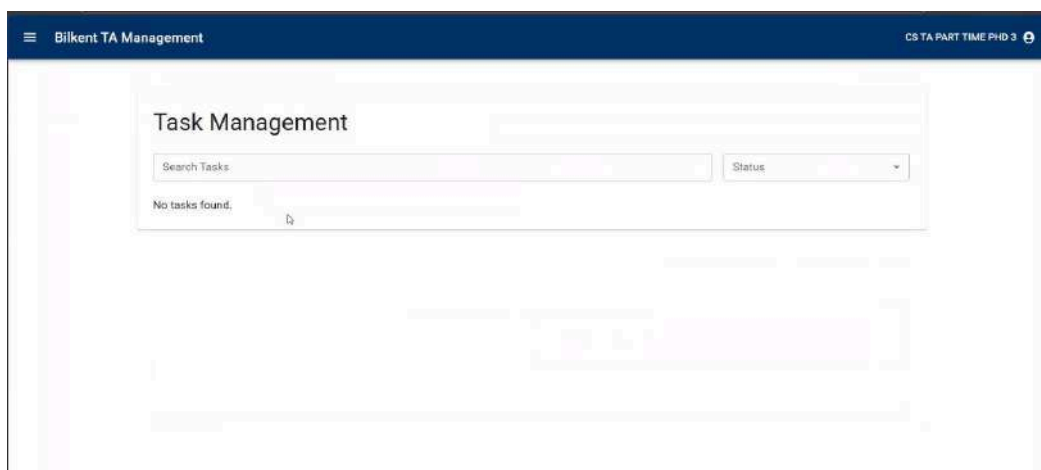 Bilkent TA Management
CS TA PART TIME PHD 3
Task Management
Search Tasks
Status
No tasks found.